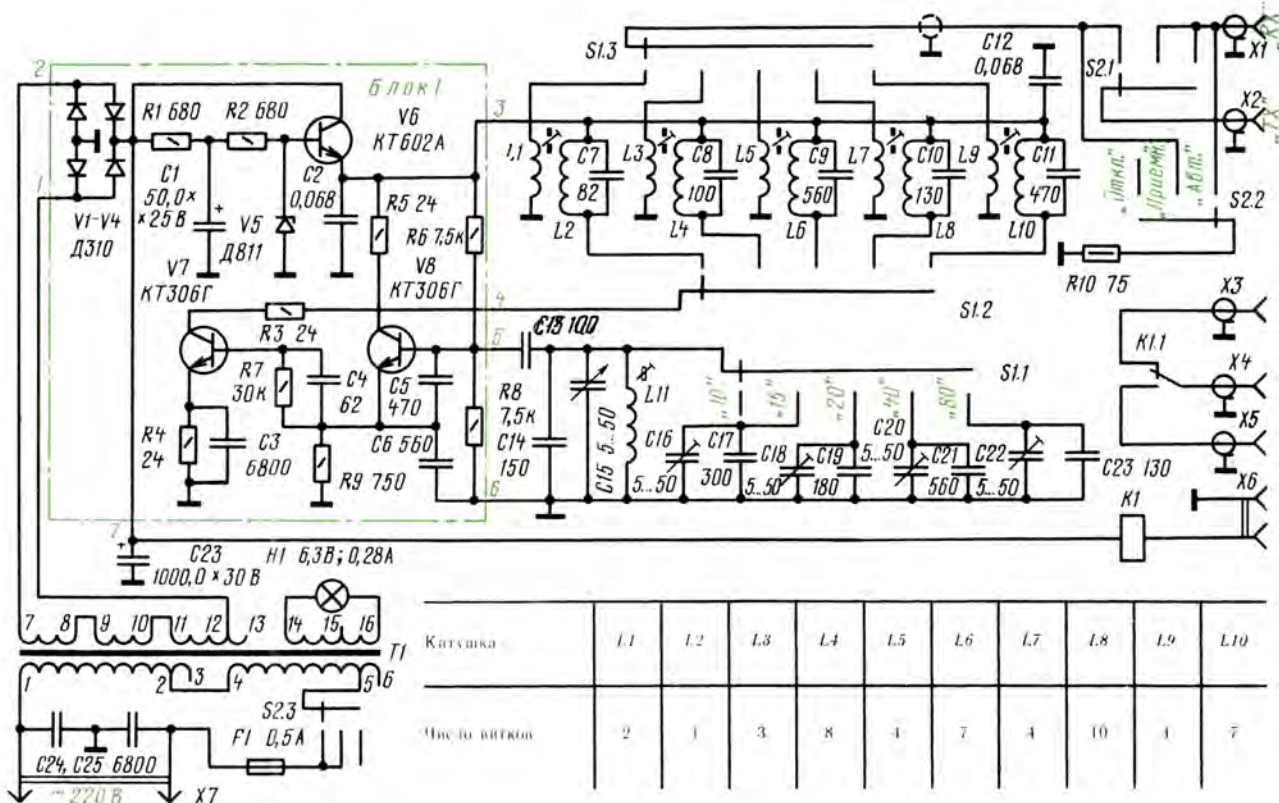 2
Блок 1
V6
КТ602А
3
R1 680
R2 680
C1
50,0×
×25 В
C2
0,068
V5
Д811
1
V1-V4
Д310
R5 24
R6 7,5к
V8
КТ306Г
V7
КТ306Г
4
R3 24
5
R7
30к
C4
62
C5
470
C6 560
R8
7,5к
R4
24
C3
6800
R9 750
6
7
C13 100
C14
150
C15 5...50
L11
S1.3
C12
0,068
L1
C7
82
L2
L3
C8
100
L4
L5
C9
560
L6
L7
C10
130
L8
L9
C11
470
L10
S1.2
S1.1
„10"
„15"
„20"
„40"
„80"
C16
5...50
C17
300
C18
5...50
C19
180
C20
5...50
C21
560
C22
5...50
C23 130
S2.1
X1
„RX"
X2
„TX"
„Откл."
„Приемн."
„Авт."
S2.2
R10 75
X3
K1.1
X4
X5
X6
K1
C23
1000,0 × 30 В
H1 6,3 В; 0,28 А
7 8 9 10 11 12 13 14 15 16
T1
1 2 3 4 5 6
S2.3
F1 0,5А
C24, C25 6800
~220 В
X7
Катушка L1 L2 L3 L4 L5 L6 L7 L8 L9 L10
Число витков 2 3 8 4 7 4 10 4 7